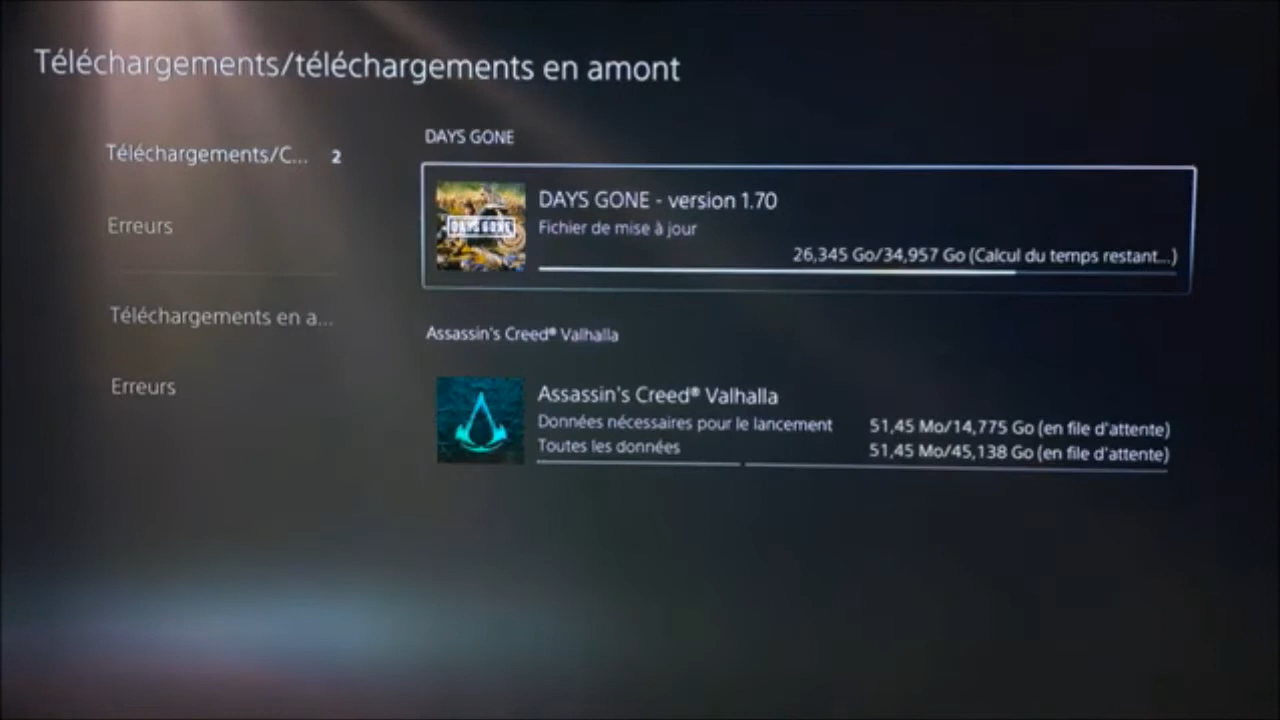 Téléchargements/téléchargements en amont
Téléchargements/C... 2
Erreurs
Téléchargements en a...
Erreurs
DAYS GONE
DAYS GONE
DAYS GONE - version 1.70
Fichier de mise à jour
26,345 Go/34,957 Go (Calcul du temps restant...)
Assassin's Creed® Valhalla
Assassin's Creed® Valhalla
Données nécessaires pour le lancement 51,45 Mo/14,775 Go (en file d'attente)
Toutes les données 51,45 Mo/45,138 Go (en file d'attente)